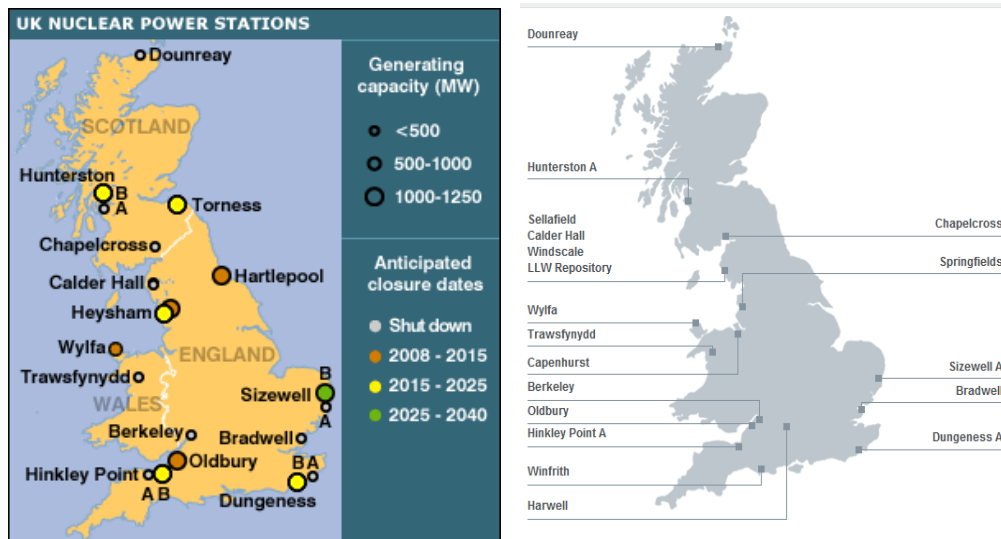 UK NUCLEAR POWER STATIONS
Dounreay
SCOTLAND
Hunterston
B
A
Torness
Chapelcross
Calder Hall
Hartlepool
Heysham
Wylfa
ENGLAND
Trawsfynydd
B
Sizewell
A
WALES
Berkeley
Bradwell
Oldbury
B A
Hinkley Point
A B
Dungeness
Generating
capacity (MW)
<500
500-1000
1000-1250
Anticipated
closure dates
Shut down
2008 - 2015
2015 - 2025
2025 - 2040
Dounreay
Hunterston A
Sellafield
Calder Hall
Windscale
LLW Repository
Wylfa
Trawsfynydd
Capenhurst
Berkeley
Oldbury
Hinkley Point A
Winfrith
Harwell
Chapelcross
Springfields
Sizewell A
Bradwell
Dungeness A